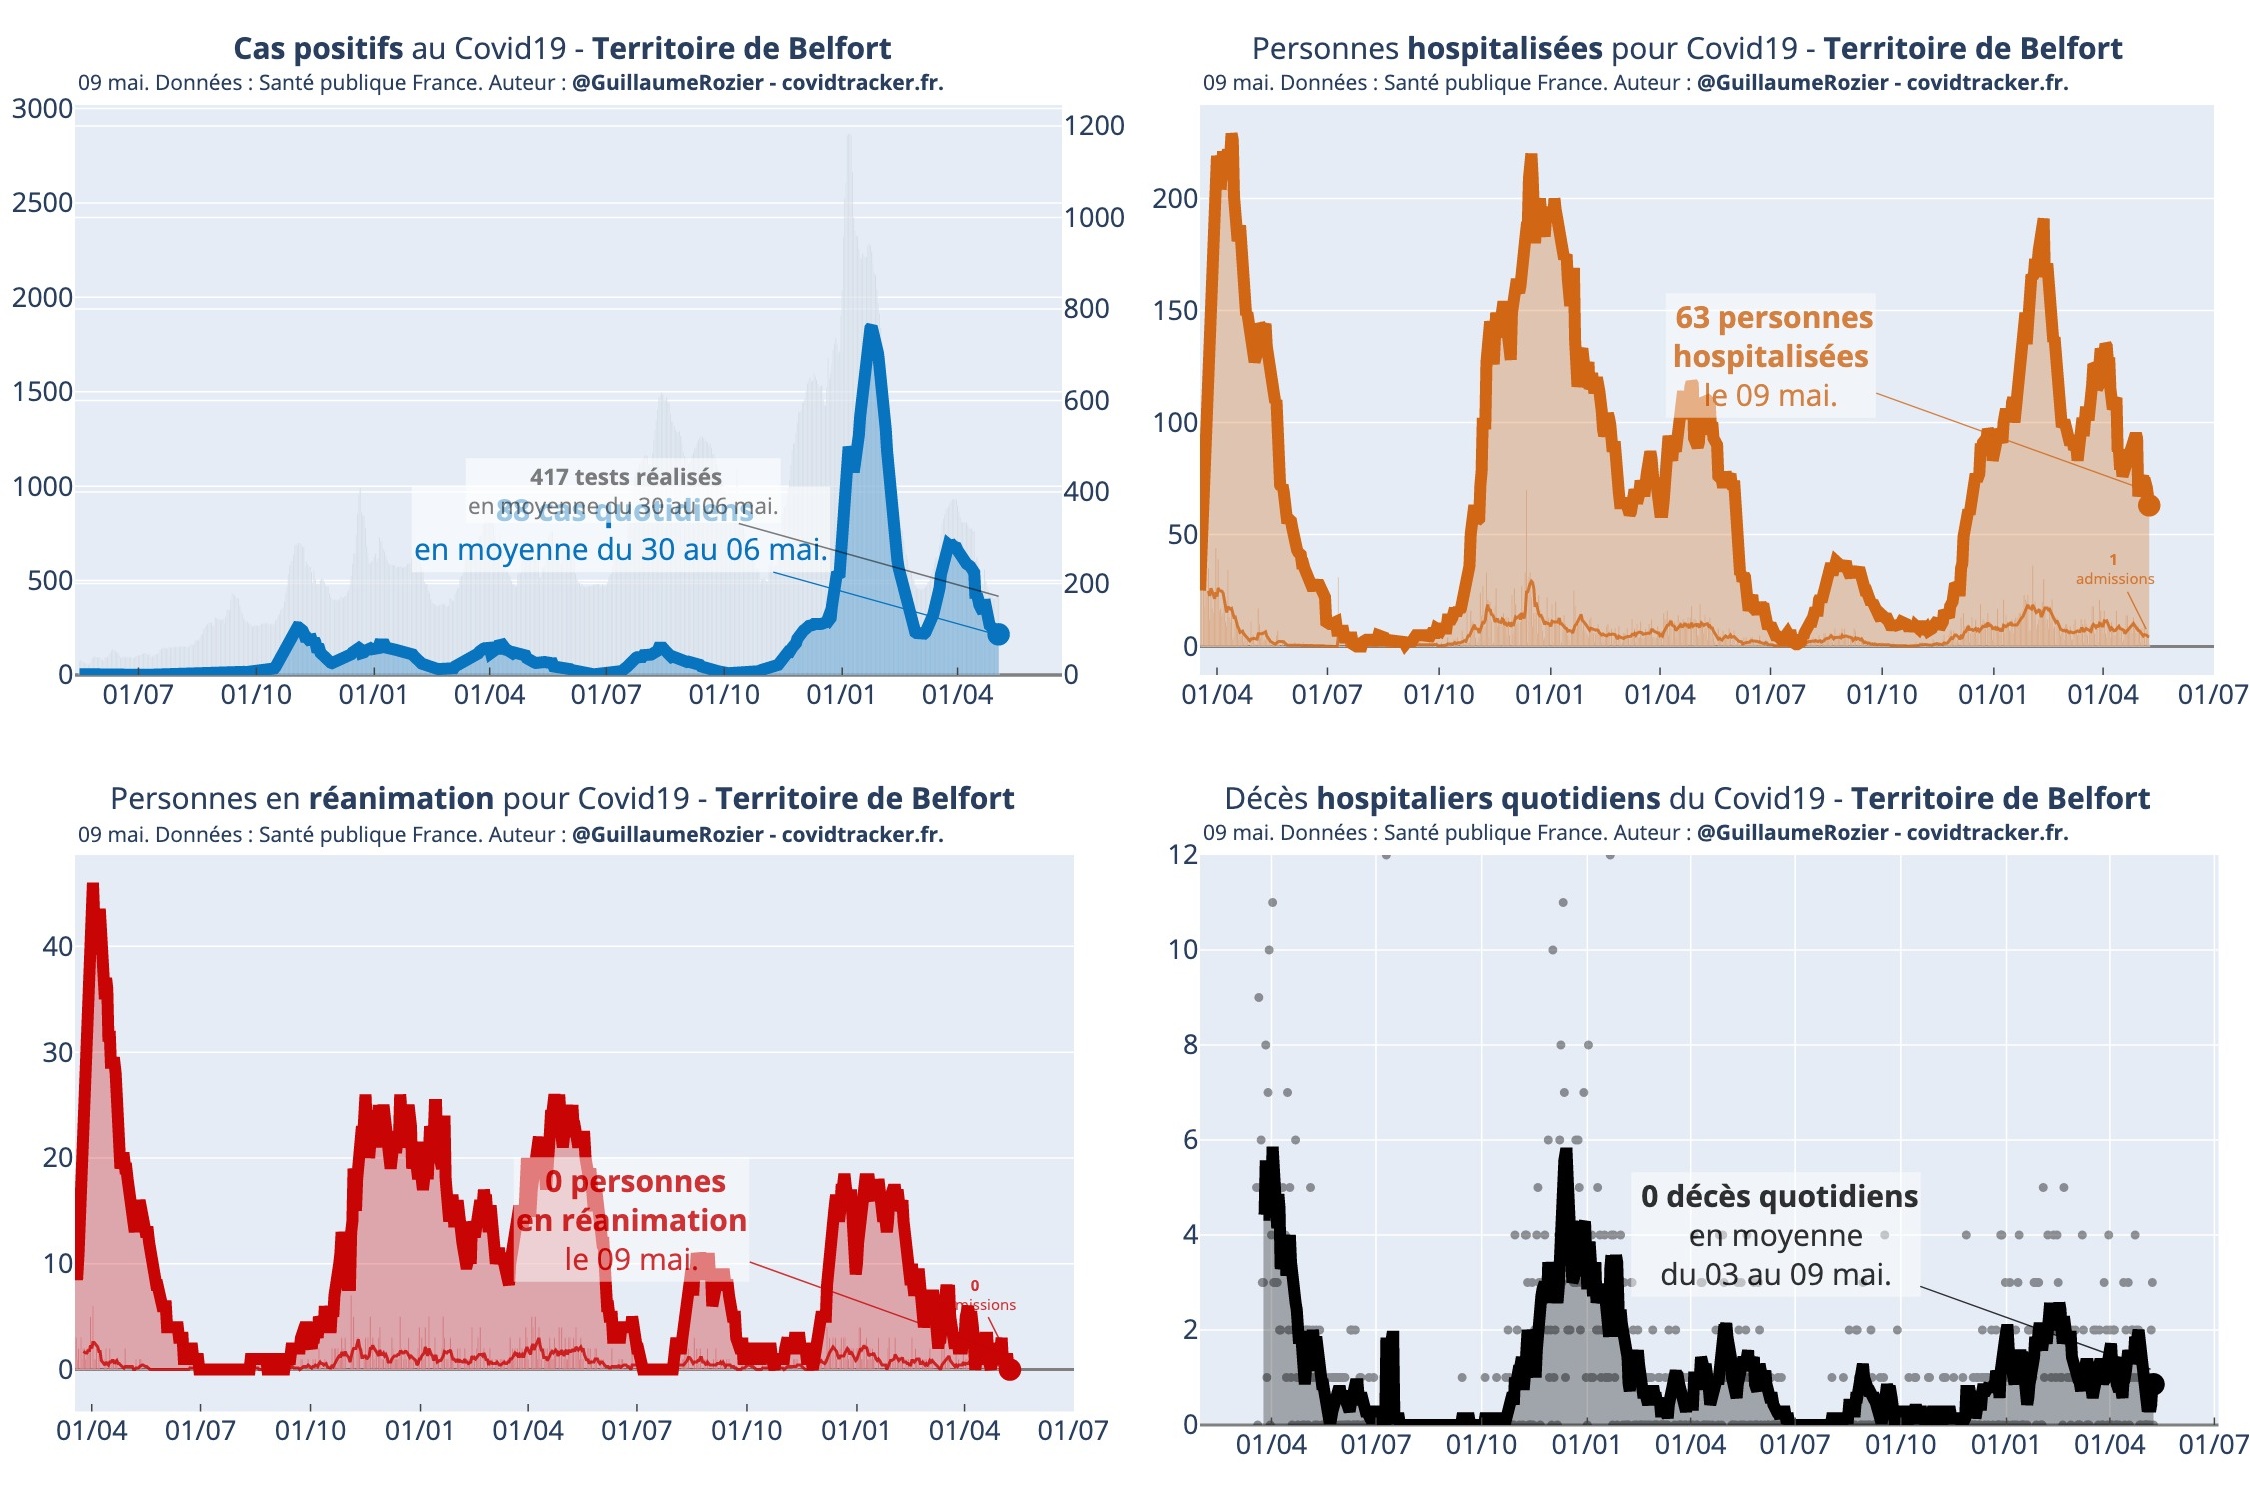 Cas positifs au Covid19 - Territoire de Belfort
09 mai. Données : Santé publique France. Auteur : @GuillaumeRozier - covidtracker.fr.
3000
2500
2000
1500
1000
500
0
1200
1000
800
600
400
200
0
417 tests réalisés
en moyenne du 30 au 06 mai.
88 cas quotidiens
en moyenne du 30 au 06 mai.
01/07 01/10 01/01 01/04 01/07 01/10 01/01 01/04
Personnes hospitalisées pour Covid19 - Territoire de Belfort
09 mai. Données : Santé publique France. Auteur : @GuillaumeRozier - covidtracker.fr.
200
150
100
50
0
63 personnes
hospitalisées
le 09 mai.
1
admissions
01/04 01/07 01/10 01/01 01/04 01/07 01/10 01/01 01/04 01/07
Personnes en réanimation pour Covid19 - Territoire de Belfort
09 mai. Données : Santé publique France. Auteur : @GuillaumeRozier - covidtracker.fr.
40
30
20
10
0
0 personnes
en réanimation
le 09 mai.
0
missions
01/04 01/07 01/10 01/01 01/04 01/07 01/10 01/01 01/04 01/07
Décès hospitaliers quotidiens du Covid19 - Territoire de Belfort
09 mai. Données : Santé publique France. Auteur : @GuillaumeRozier - covidtracker.fr.
12
10
8
6
4
2
0
0 décès quotidiens
en moyenne
du 03 au 09 mai.
01/04 01/07 01/10 01/01 01/04 01/07 01/10 01/01 01/04 01/07